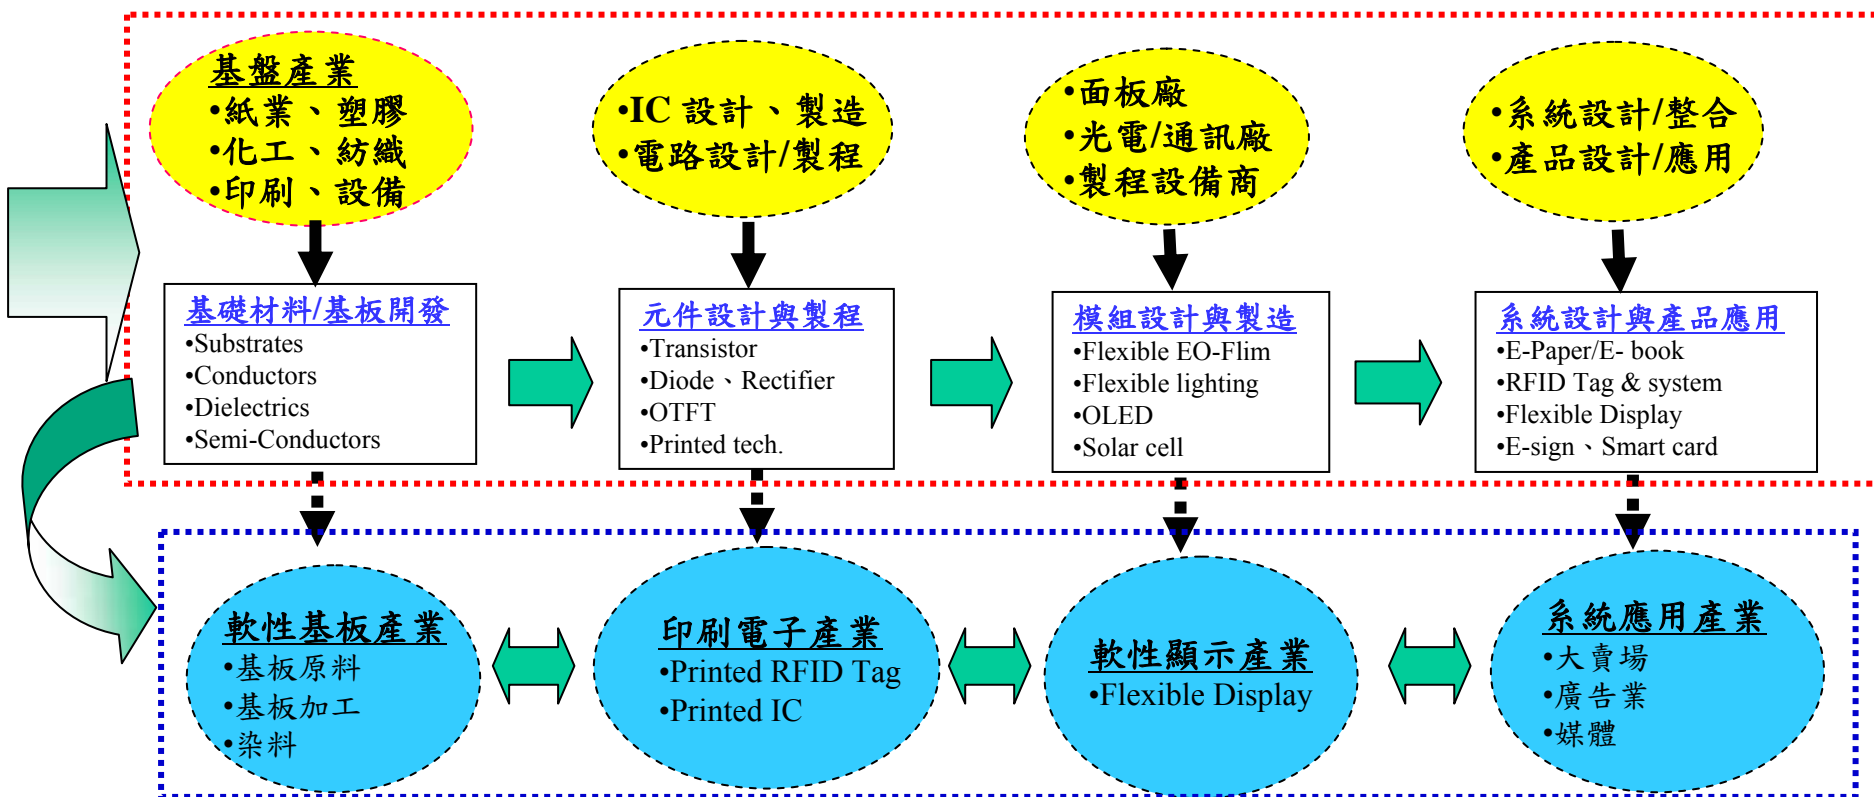 基盤產業
•紙業、塑膠
•化工、紡織
•印刷、設備
•IC 設計、製造
•電路設計/製程
•面板廠
•光電/通訊廠
•製程設備商
•系統設計/整合
•產品設計/應用
基礎材料/基板開發
•Substrates
•Conductors
•Dielectrics
•Semi-Conductors
元件設計與製程
•Transistor
•Diode、Rectifier
•OTFT
•Printed tech.
模組設計與製造
•Flexible EO-Flim
•Flexible lighting
•OLED
•Solar cell
系統設計與產品應用
•E-Paper/E- book
•RFID Tag & system
•Flexible Display
•E-sign、Smart card
軟性基板產業
•基板原料
•基板加工
•染料
印刷電子產業
•Printed RFID Tag
•Printed IC
軟性顯示產業
•Flexible Display
系統應用產業
•大賣場
•廣告業
•媒體